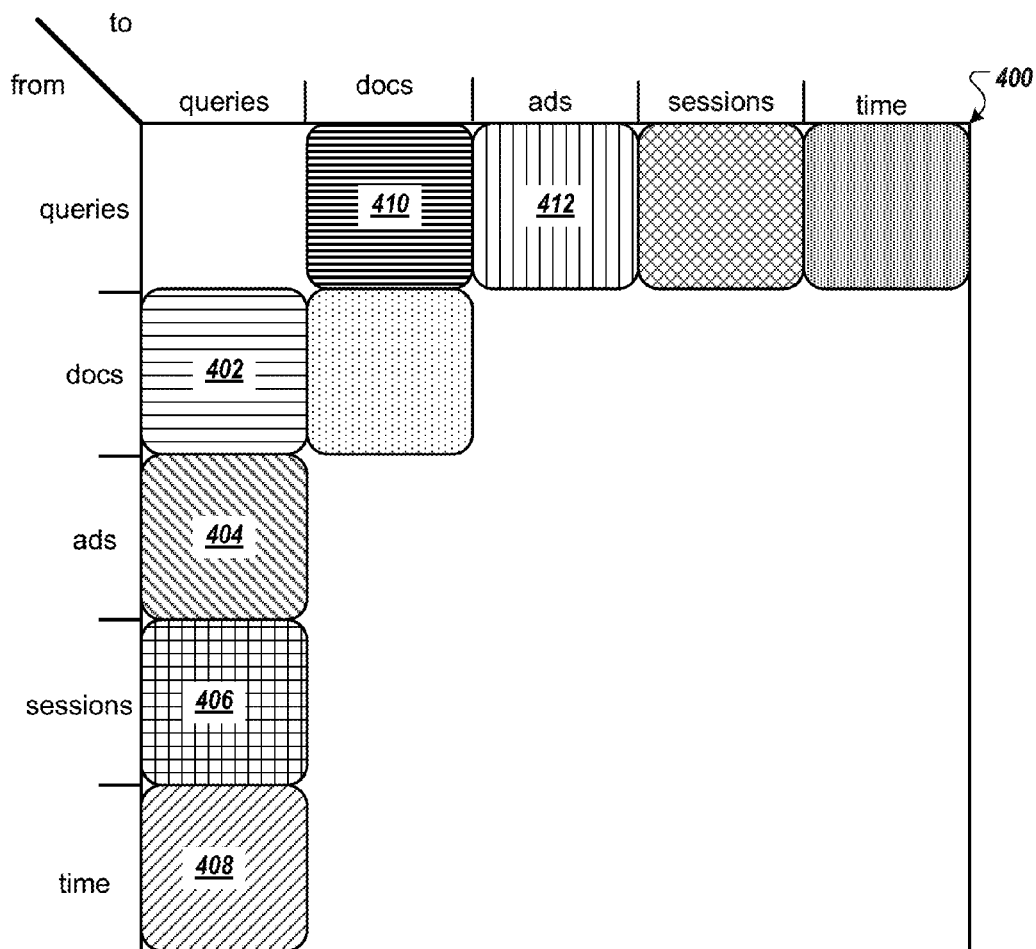 to
from
400
queries docs ads sessions time
queries 410 412
docs 402
ads 404
sessions 406
time 408